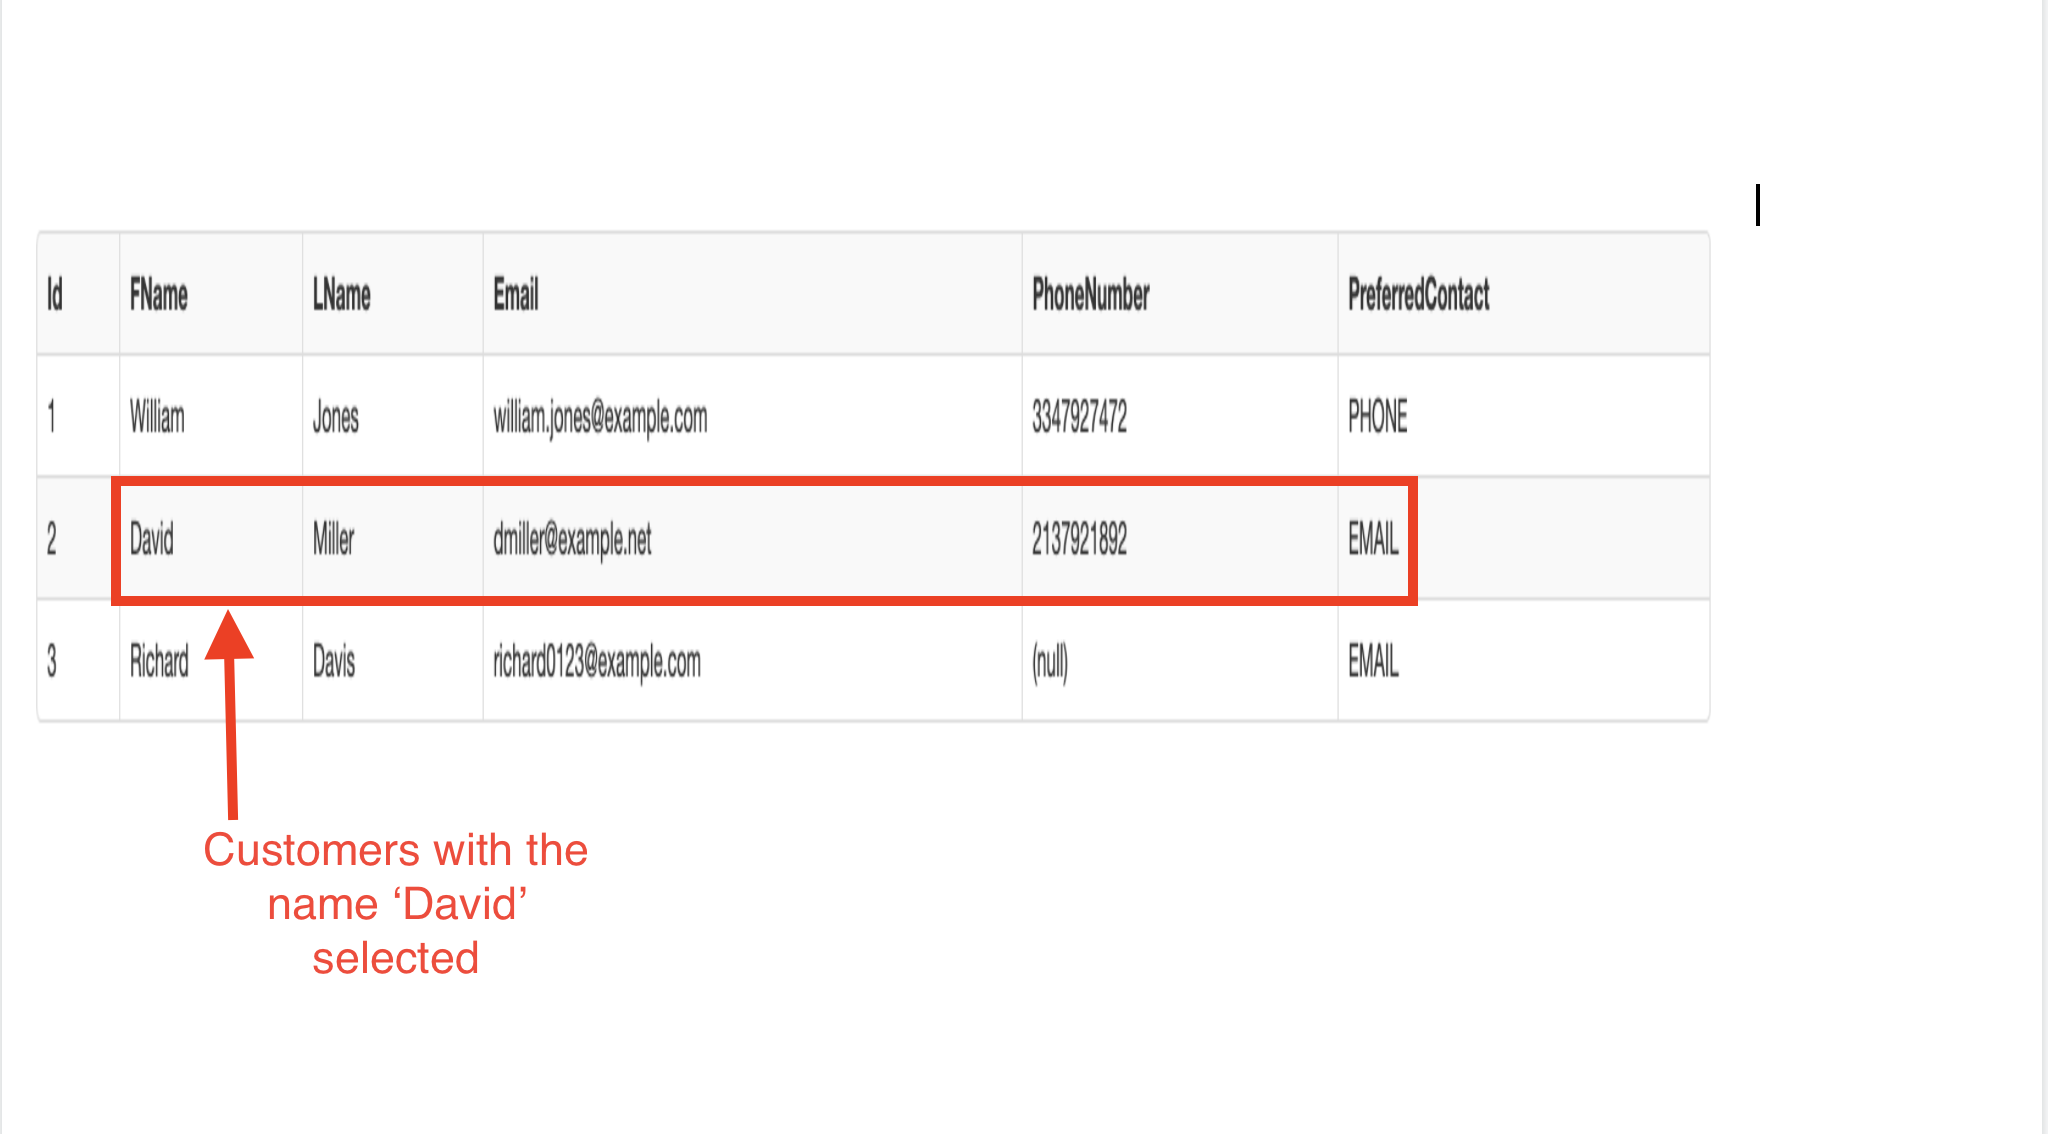 Id FName LName Email PhoneNumber PreferredContact
1 William Jones william.jones@example.com 3347927472 PHONE
2 David Miller dmiller@example.net 2137921892 EMAIL
3 Richard Davis richard0123@example.com (null) EMAIL
Customers with the
name ‘David’
selected